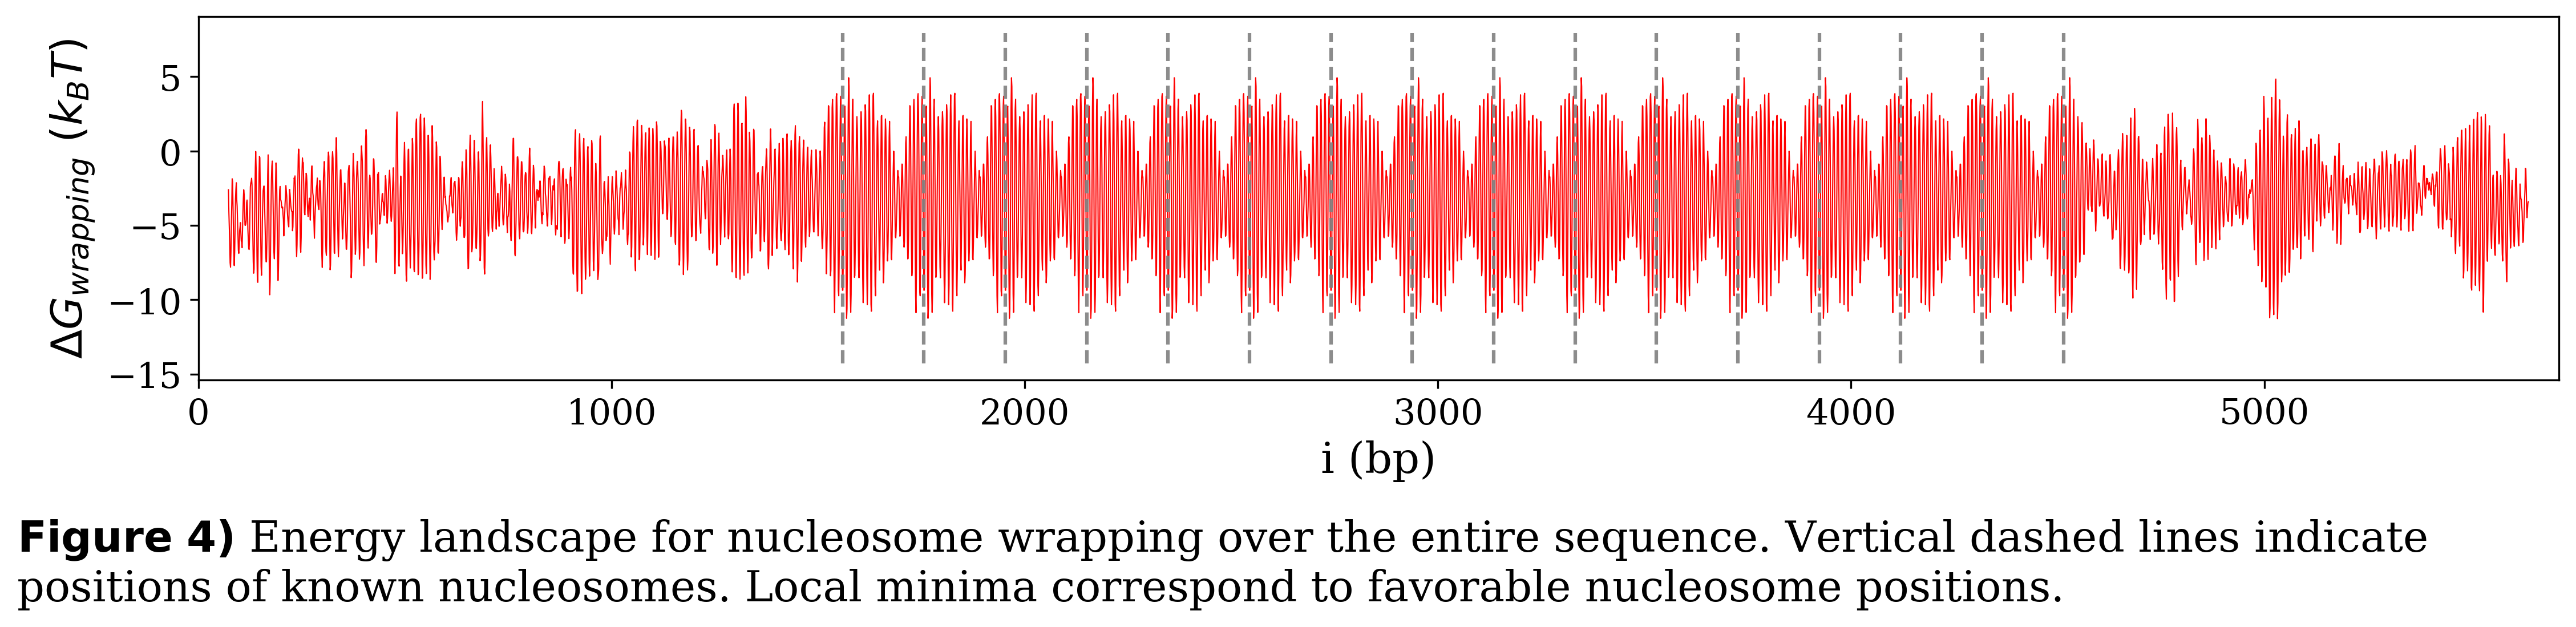 5
0
−5
−10
−15
ΔG_wrapping (k_BT)
0 1000 2000 3000 4000 5000
i (bp)
Figure 4) Energy landscape for nucleosome wrapping over the entire sequence. Vertical dashed lines indicate
positions of known nucleosomes. Local minima correspond to favorable nucleosome positions.